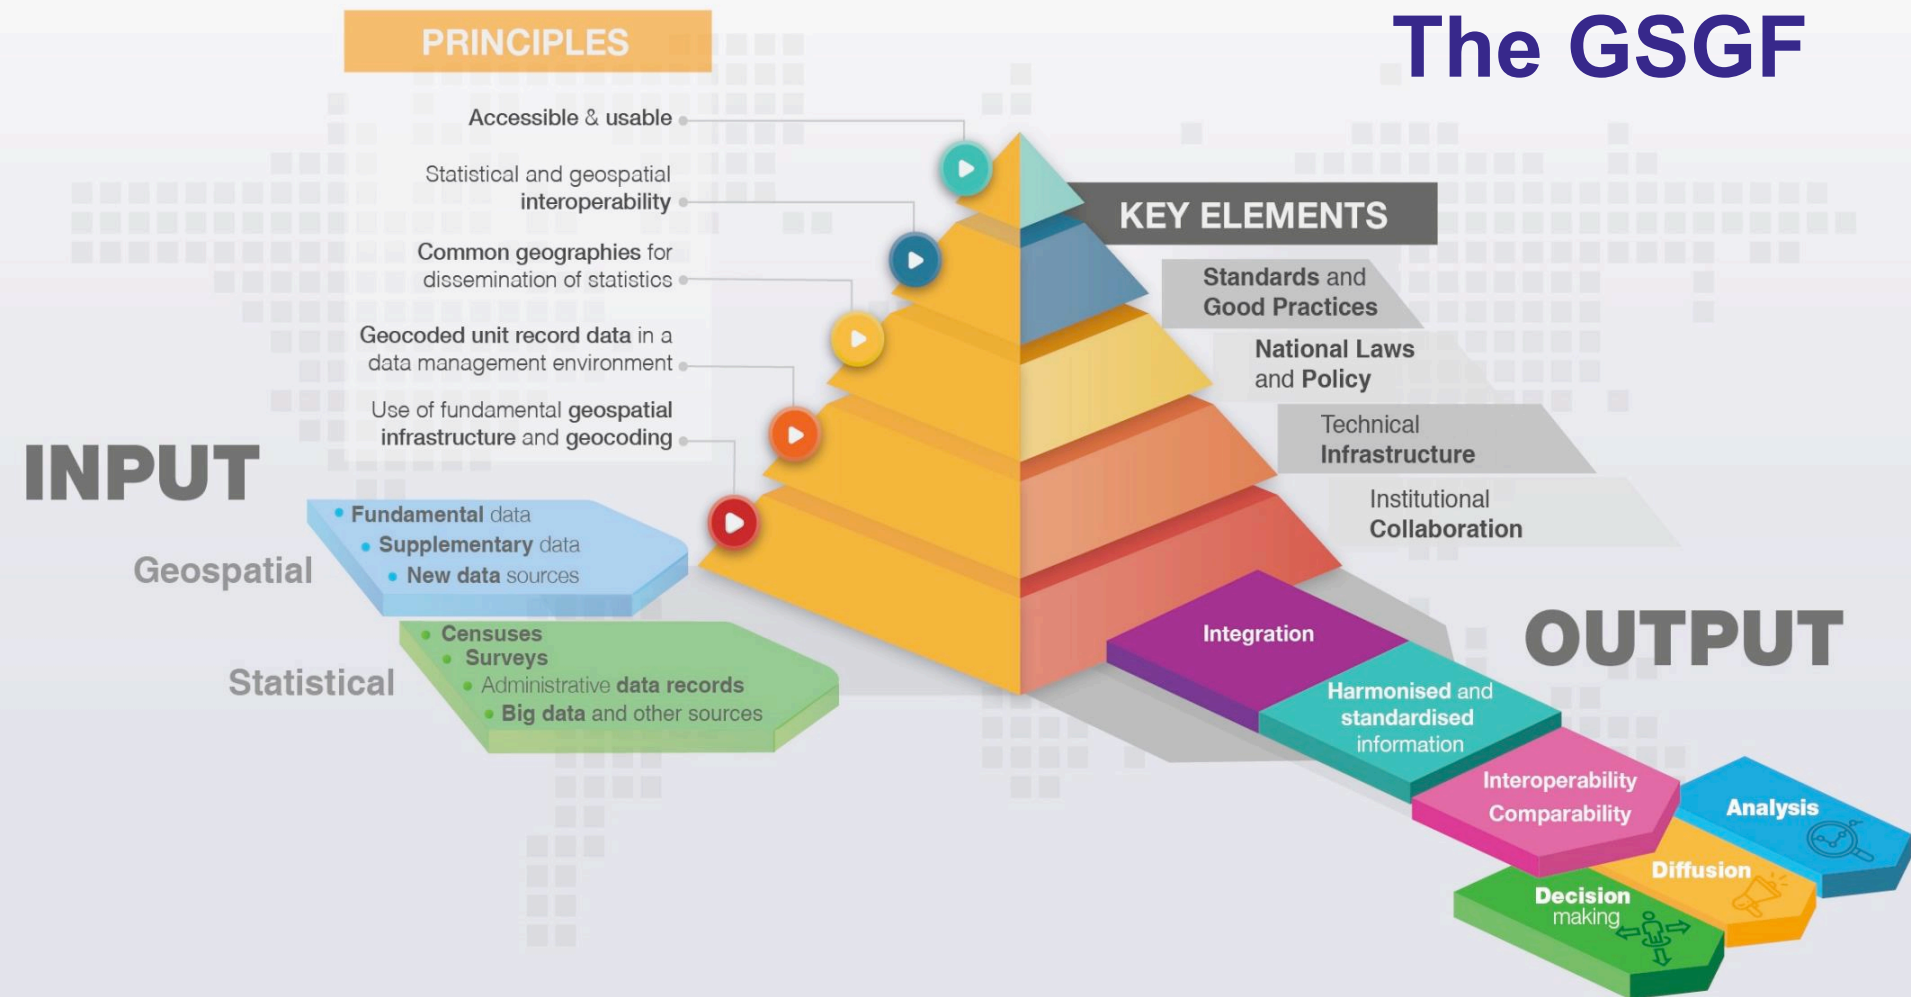 The GSGF
PRINCIPLES
Accessible & usable
Statistical and geospatial
interoperability
Common geographies for
dissemination of statistics
Geocoded unit record data in a
data management environment
Use of fundamental geospatial
infrastructure and geocoding
KEY ELEMENTS
Standards and
Good Practices
National Laws
and Policy
Technical
Infrastructure
Institutional
Collaboration
INPUT
Geospatial
• Fundamental data
• Supplementary data
• New data sources
Statistical
• Censuses
• Surveys
• Administrative data records
• Big data and other sources
OUTPUT
Integration
Harmonised and
standardised
information
Interoperability
Comparability
Analysis
Diffusion
Decision
making